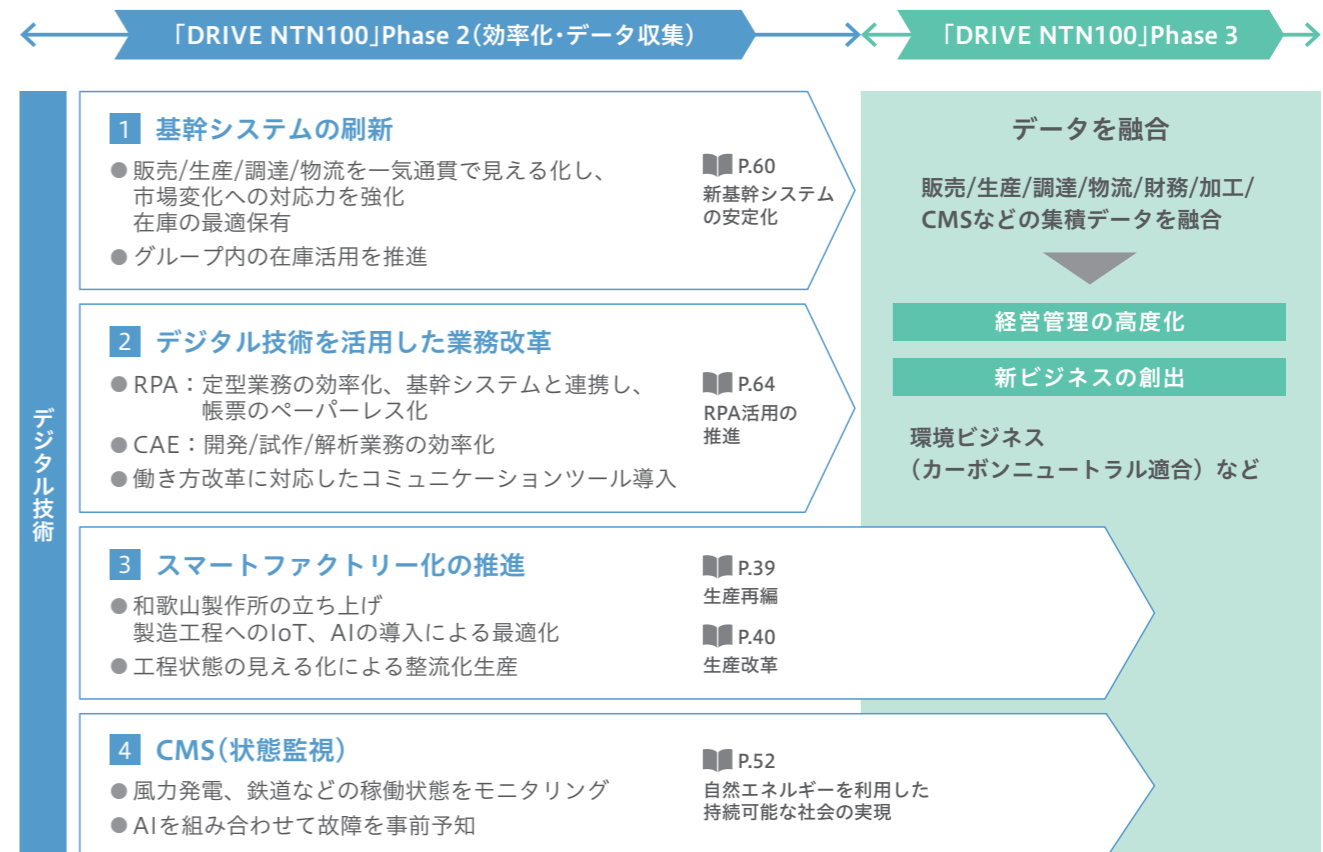 「DRIVE NTN100」Phase 2(効率化・データ収集)
「DRIVE NTN100」Phase 3
デジタル技術
1 基幹システムの刷新
●販売/生産/調達/物流を一気通貫で見える化し、
市場変化への対応力を強化
在庫の最適保有
●グループ内の在庫活用を推進
P.60
新基幹システム
の安定化
2 デジタル技術を活用した業務改革
●RPA：定型業務の効率化、基幹システムと連携し、
帳票のペーパーレス化
●CAE：開発/試作/解析業務の効率化
●働き方改革に対応したコミュニケーションツール導入
P.64
RPA活用の
推進
3 スマートファクトリー化の推進
●和歌山製作所の立ち上げ
製造工程へのIoT、AIの導入による最適化
●工程状態の見える化による整流化生産
P.39
生産再編
P.40
生産改革
4 CMS(状態監視)
●風力発電、鉄道などの稼働状態をモニタリング
●AIを組み合わせて故障を事前予知
P.52
自然エネルギーを利用した
持続可能な社会の実現
データを融合
販売/生産/調達/物流/財務/加工/
CMSなどの集積データを融合
経営管理の高度化
新ビジネスの創出
環境ビジネス
（カーボンニュートラル適合）など